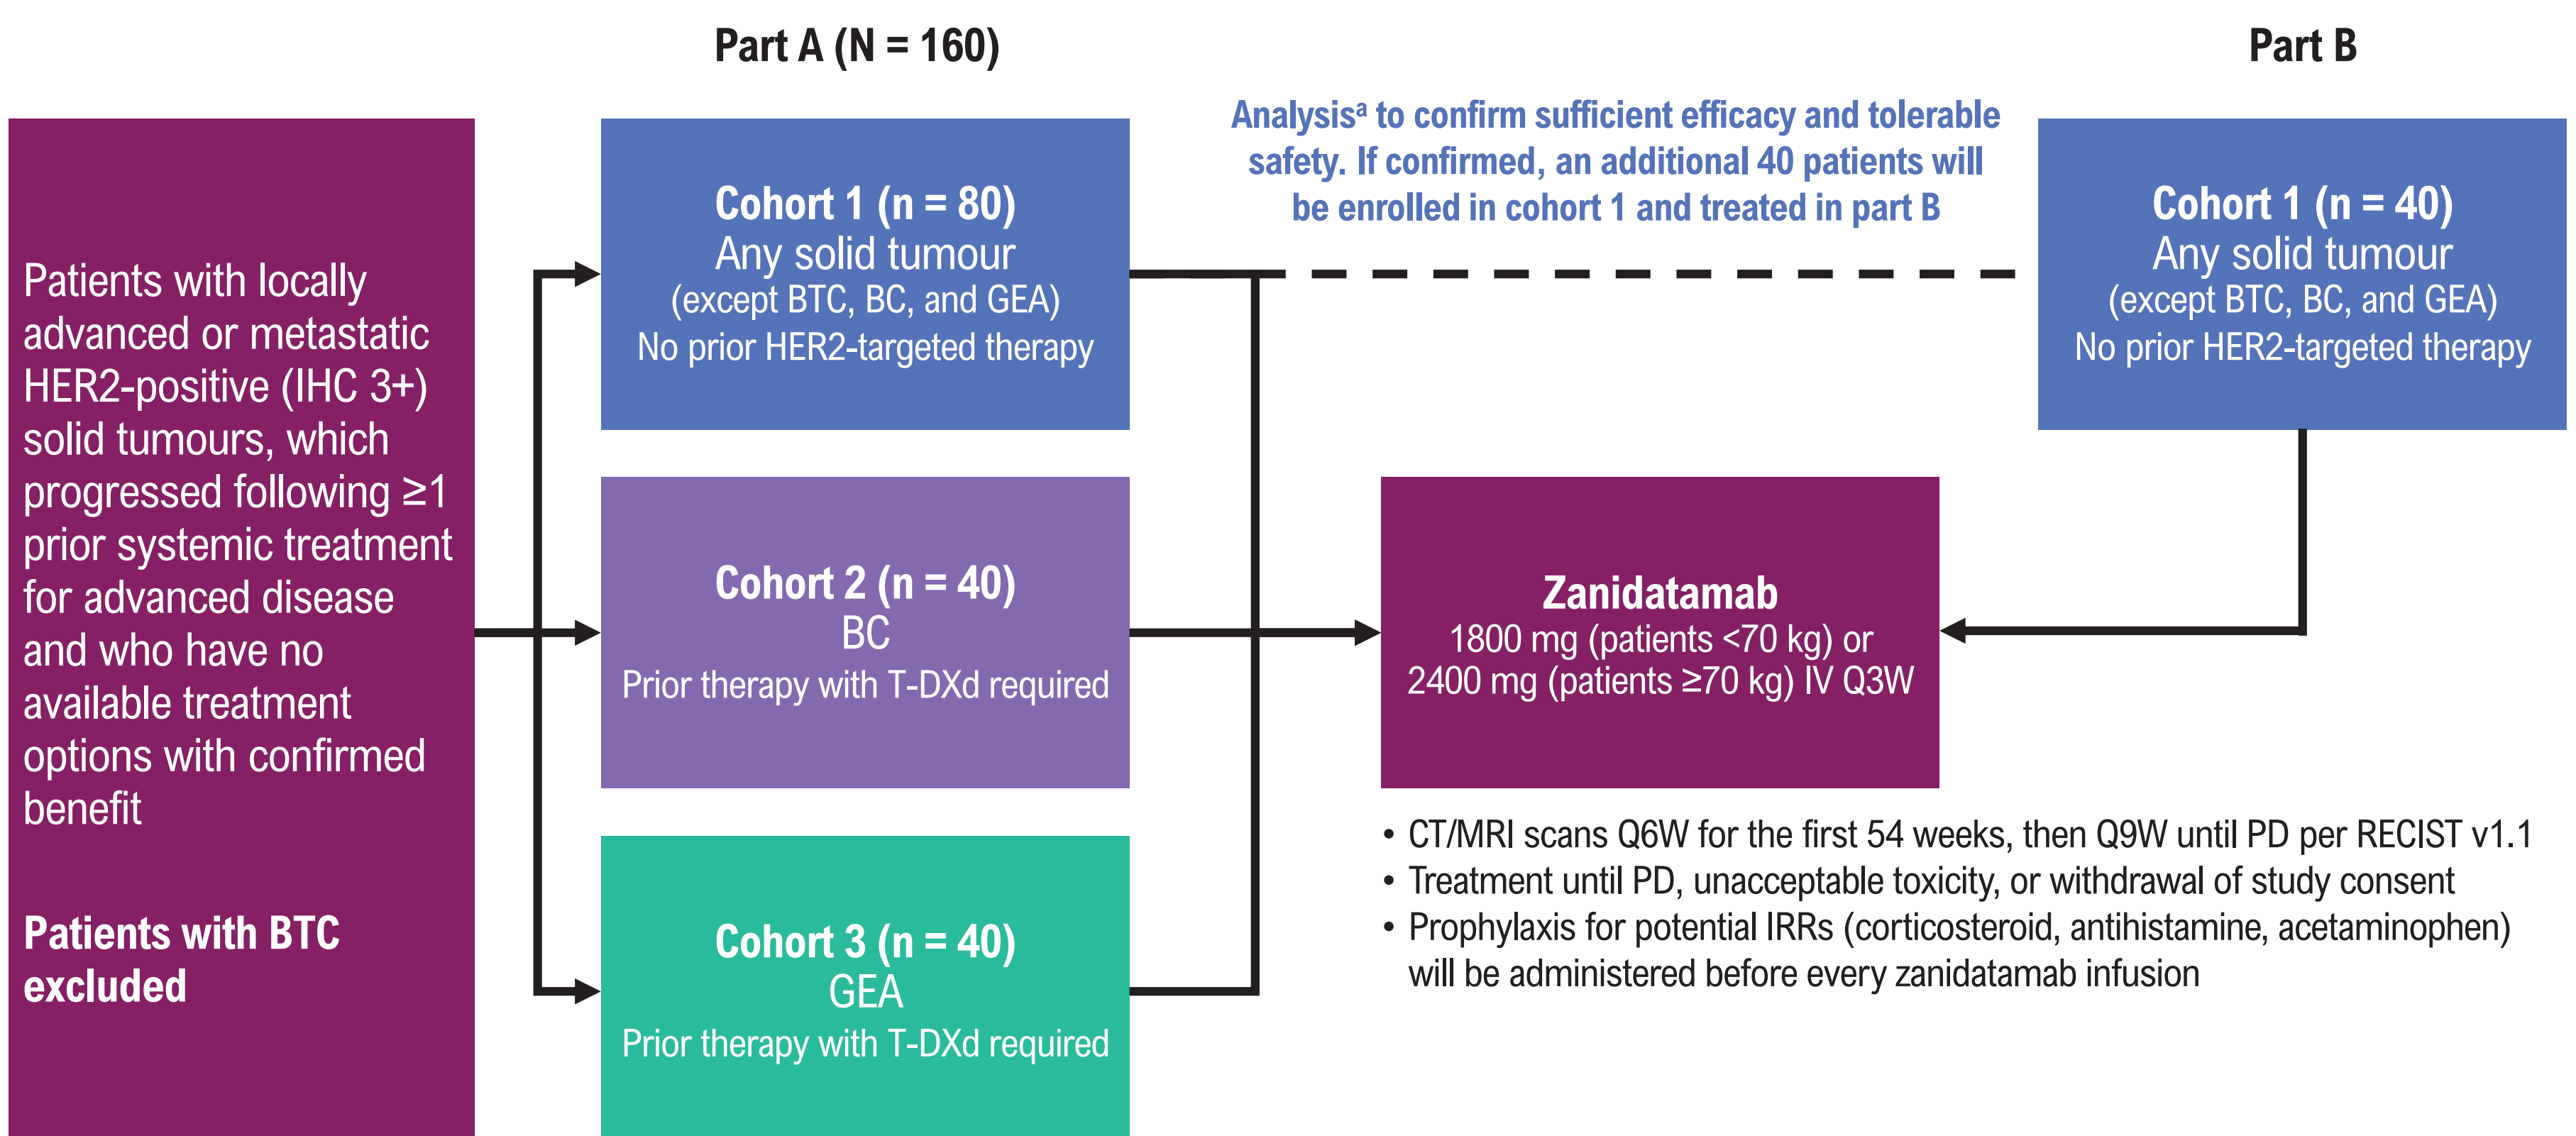 Part A (N = 160)
Part B
Patients with locally
advanced or metastatic
HER2-positive (IHC 3+)
solid tumours, which
progressed following ≥1
prior systemic treatment
for advanced disease
and who have no
available treatment
options with confirmed
benefit
Patients with BTC
excluded
Cohort 1 (n = 80)
Any solid tumour
(except BTC, BC, and GEA)
No prior HER2-targeted therapy
Cohort 2 (n = 40)
BC
Prior therapy with T-DXd required
Cohort 3 (n = 40)
GEA
Prior therapy with T-DXd required
Analysisᵃ to confirm sufficient efficacy and tolerable
safety. If confirmed, an additional 40 patients will
be enrolled in cohort 1 and treated in part B
Cohort 1 (n = 40)
Any solid tumour
(except BTC, BC, and GEA)
No prior HER2-targeted therapy
Zanidatamab
1800 mg (patients <70 kg) or
2400 mg (patients ≥70 kg) IV Q3W
• CT/MRI scans Q6W for the first 54 weeks, then Q9W until PD per RECIST v1.1
• Treatment until PD, unacceptable toxicity, or withdrawal of study consent
• Prophylaxis for potential IRRs (corticosteroid, antihistamine, acetaminophen)
will be administered before every zanidatamab infusion